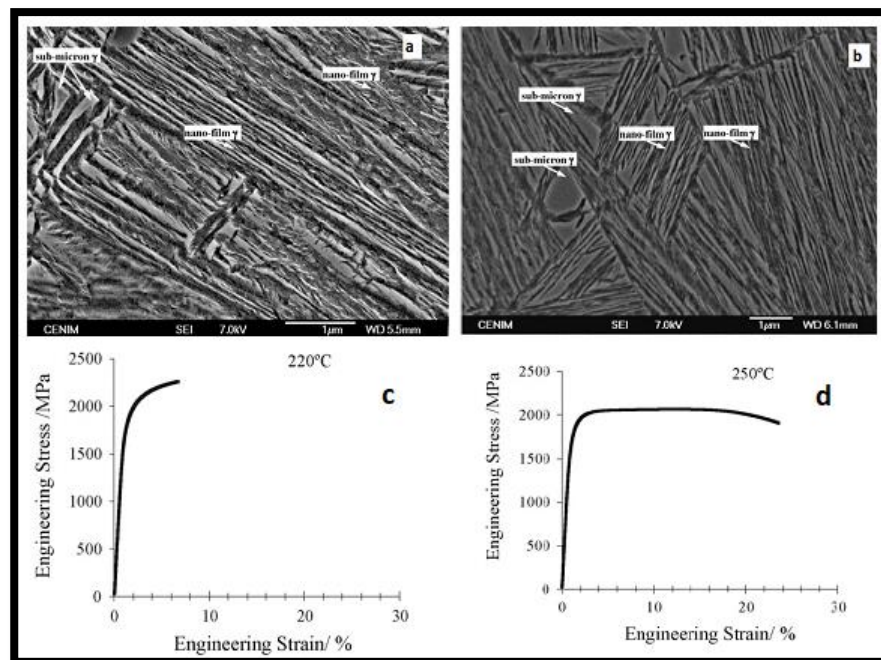 a
sub-micron γ
nano-film γ
nano-film γ
CENIM SEI 7.0kV 1µm WD 5.5mm
b
sub-micron γ
nano-film γ
nano-film γ
sub-micron γ
CENIM SEI 7.0kV 1µm WD 6.1mm
220ºC
c
2500
2000
1500
1000
500
0
0 10 20 30
Engineering Stress /MPa
Engineering Strain/ %
250ºC
d
2500
2000
1500
1000
500
0
0 10 20 30
Engineering Stress /MPa
Engineering Strain/ %